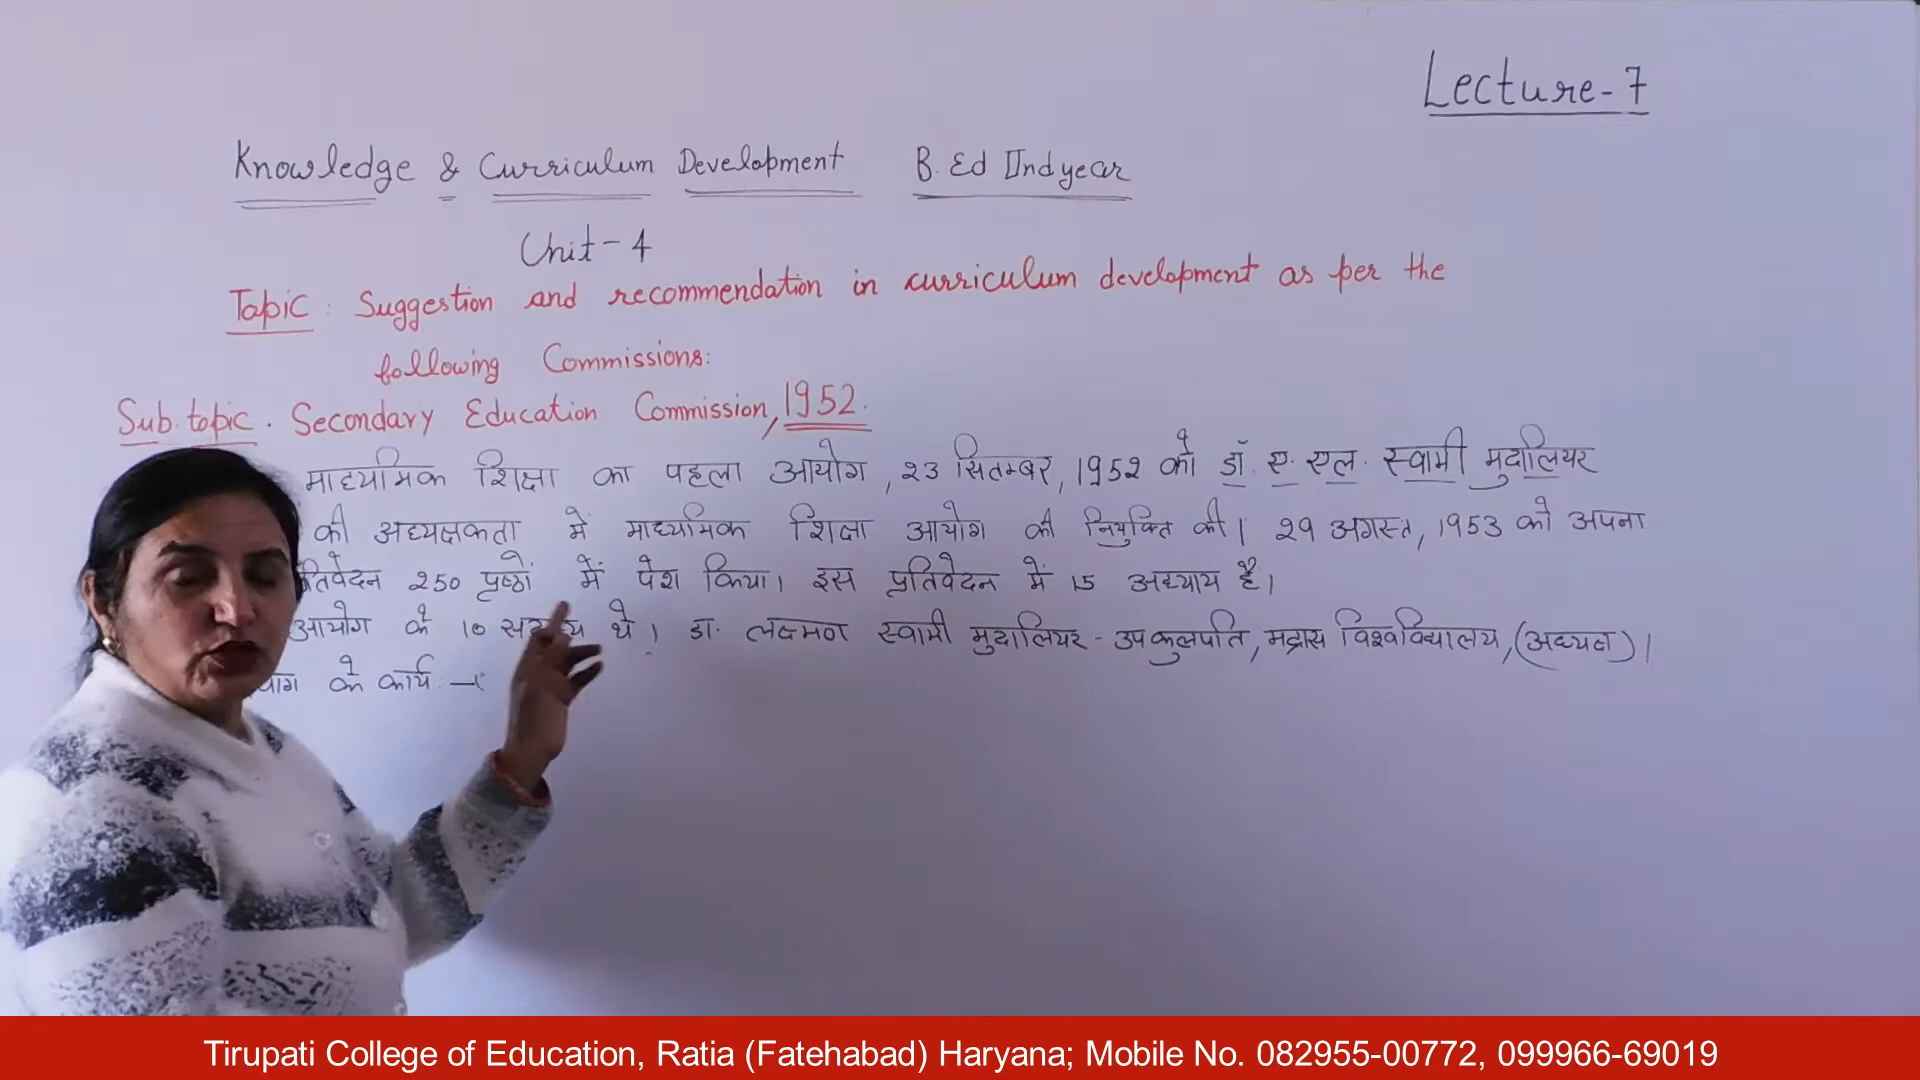 Lecture-7
Knowledge & Curriculum Development B.Ed IInd year
Unit-4
Topic: Suggestion and recommendation in curriculum development as per the
following Commissions:
Sub.topic. Secondary Education Commission, 1952.
माध्यमिक शिक्षा का पहला आयोग, 23 सितम्बर, 1952 को डॉ. ए. एल. स्वामी मुदालियर
की अध्यक्षकता में माध्यमिक शिक्षा आयोग की नियुक्ति की। 29 अगस्त, 1953 को अपना
तिवेदन 250 पृष्ठों में पेश किया। इस प्रतिवेदन में 15 अध्याय है।
आयोग के 10 थे। डा. लक्ष्मण स्वामी मुदालियर - उपकुलपति, मद्रास विश्वविद्यालय, (अध्यक्ष)।
योग के कार्य:-
Tirupati College of Education, Ratia (Fatehabad) Haryana; Mobile No. 082955-00772, 099966-69019